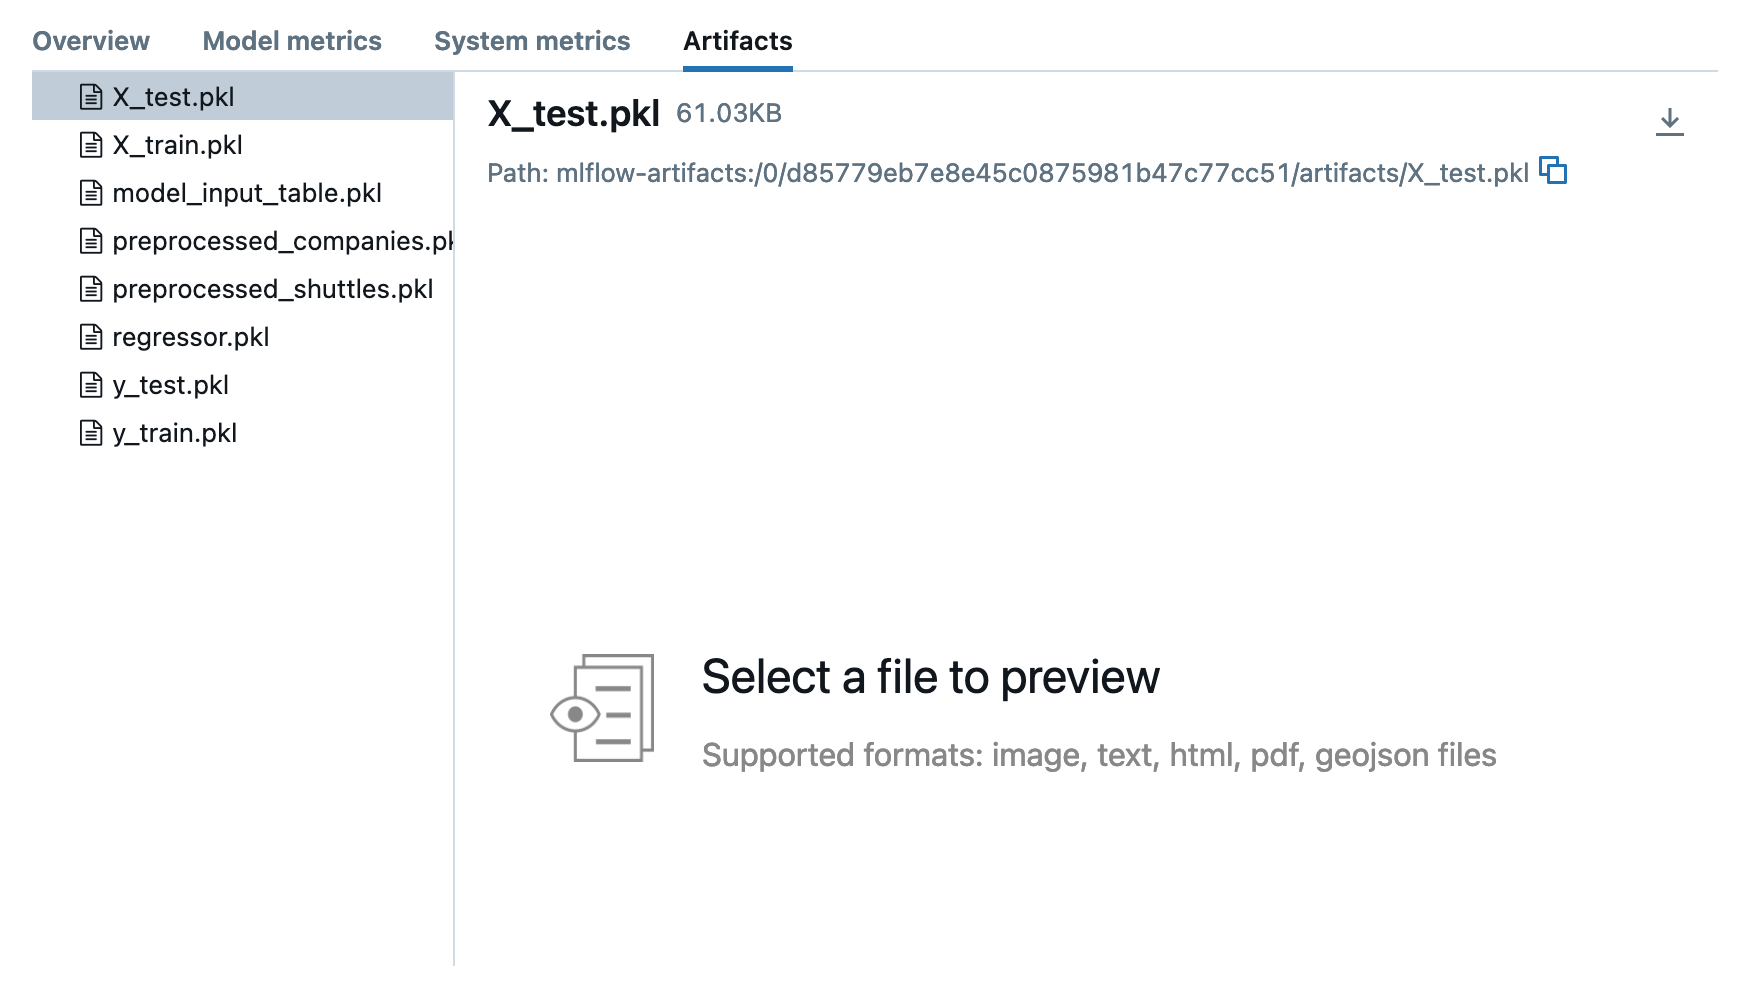 Overview Model metrics System metrics Artifacts
X_test.pkl
X_train.pkl
model_input_table.pkl
preprocessed_companies.pk
preprocessed_shuttles.pkl
regressor.pkl
y_test.pkl
y_train.pkl
X_test.pkl 61.03KB
Path: mlflow-artifacts:/0/d85779eb7e8e45c0875981b47c77cc51/artifacts/X_test.pkl
Select a file to preview
Supported formats: image, text, html, pdf, geojson files